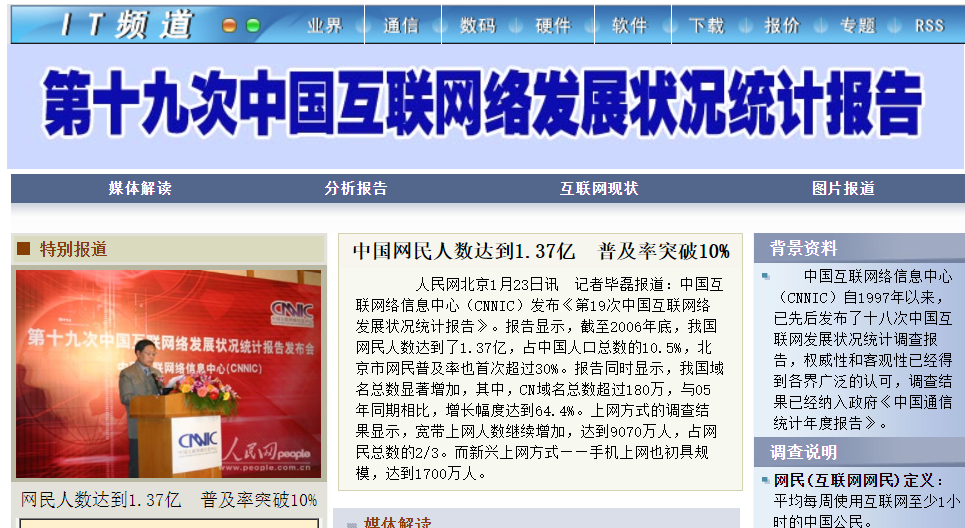 IT频道 业界 通信 数码 硬件 软件 下载 报价 专题 RSS
第十九次中国互联网络发展状况统计报告
媒体解读 分析报告 互联网现状 图片报道
特别报道
CNNIC
第十九次中国互联网络发展状况统计报告发布会
互联网络信息中心(CNNIC)
CNNIC
人民网people
www.people.com.cn
网民人数达到1.37亿 普及率突破10%
中国网民人数达到1.37亿 普及率突破10%
人民网北京1月23日讯 记者毕磊报道：中国互
联网络信息中心（CNNIC）发布《第19次中国互联网络
发展状况统计报告》。报告显示，截至2006年底，我国
网民人数达到了1.37亿，占中国人口总数的10.5%，北
京市网民普及率也首次超过30%。报告同时显示，我国域
名总数显著增加，其中，CN域名总数超过180万，与05
年同期相比，增长幅度达到64.4%。上网方式的调查结
果显示，宽带上网人数继续增加，达到9070万人，占网
民总数的2/3。而新兴上网方式——手机上网也初具规
模，达到1700万人。
媒体解读
背景资料
中国互联网络信息中心
（CNNIC）自1997年以来，
已先后发布了十八次中国互
联网发展状况统计调查报
告，权威性和客观性已经得
到各界广泛的认可，调查结
果已经纳入政府《中国通信
统计年度报告》。
调查说明
网民(互联网网民)定义：
平均每周使用互联网至少1小
时的中国公民。